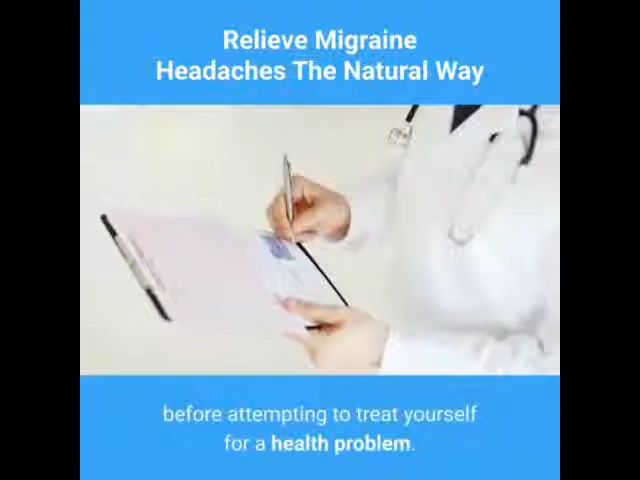 Relieve Migraine
Headaches The Natural Way
before attempting to treat yourself
for a health problem.